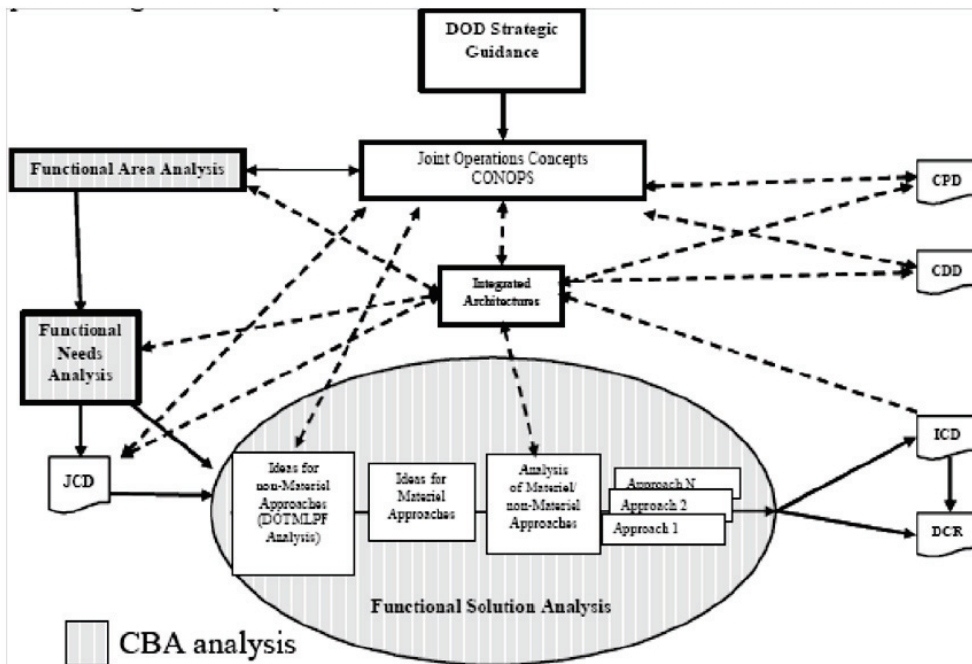 DOD Strategic
Guidance
Joint Operations Concepts
CONOPS
Functional Area Analysis
CPD
CDD
Integrated
Architectures
Functional
Needs
Analysis
JCD
Ideas for
non-Materiel
Approaches
(DOTMLPF
Analysis)
Ideas for
Materiel
Approaches
Analysis
of Materiel/
non-Materiel
Approaches
Approach N
Approach 2
Approach 1
ICD
DCR
Functional Solution Analysis
CBA analysis